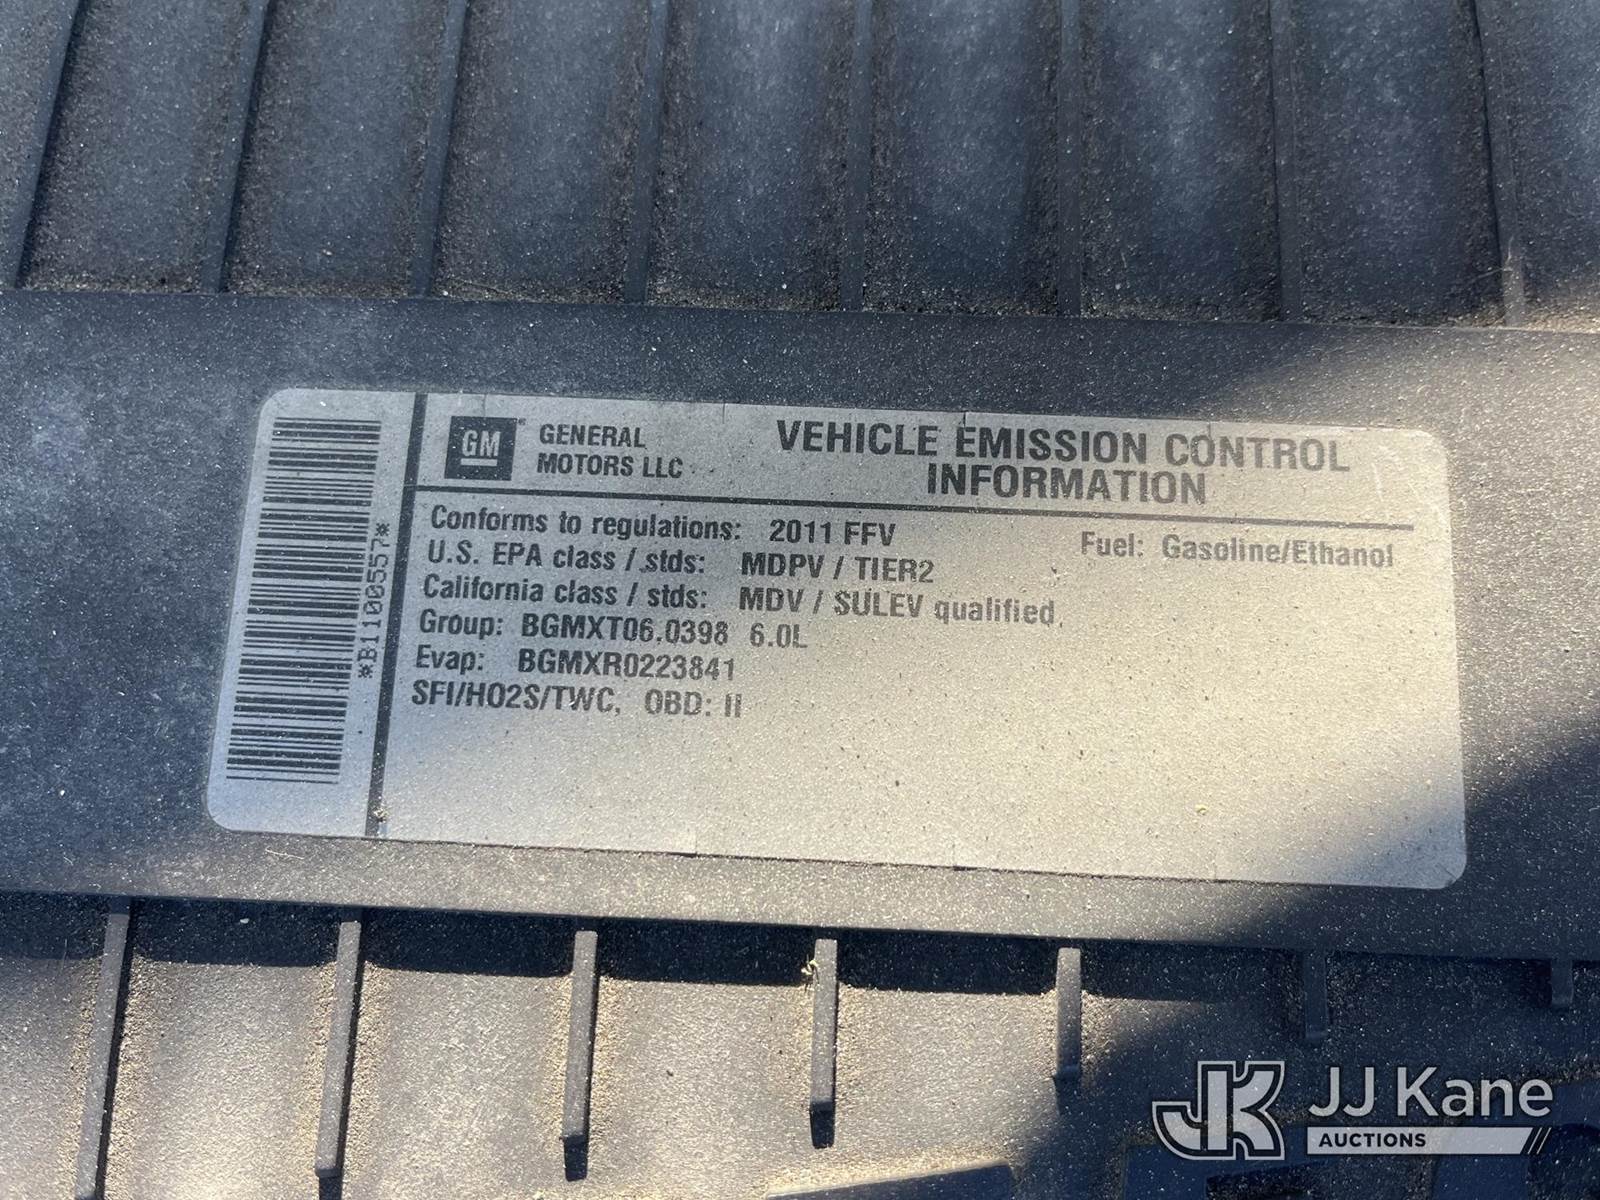 GM GENERAL MOTORS LLC
VEHICLE EMISSION CONTROL
INFORMATION
Conforms to regulations: 2011 FFV
Fuel: Gasoline/Ethanol
U.S. EPA class / stds: MDPV / TIER2
California class / stds: MDV / SULEV qualified.
Group: BGMXT06.0398 6.0L
Evap: BGMXR0223841
SFI/HO2S/TWC, OBD: II
*B1100557*
JK JJ Kane
AUCTIONS